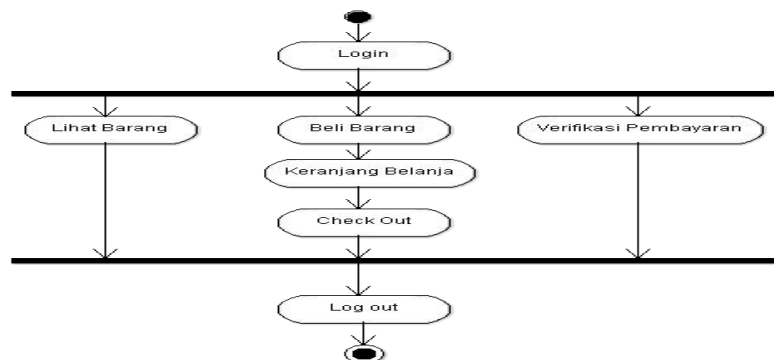 Login
Lihat Barang
Beli Barang
Verifikasi Pembayaran
Keranjang Belanja
Check Out
Log out